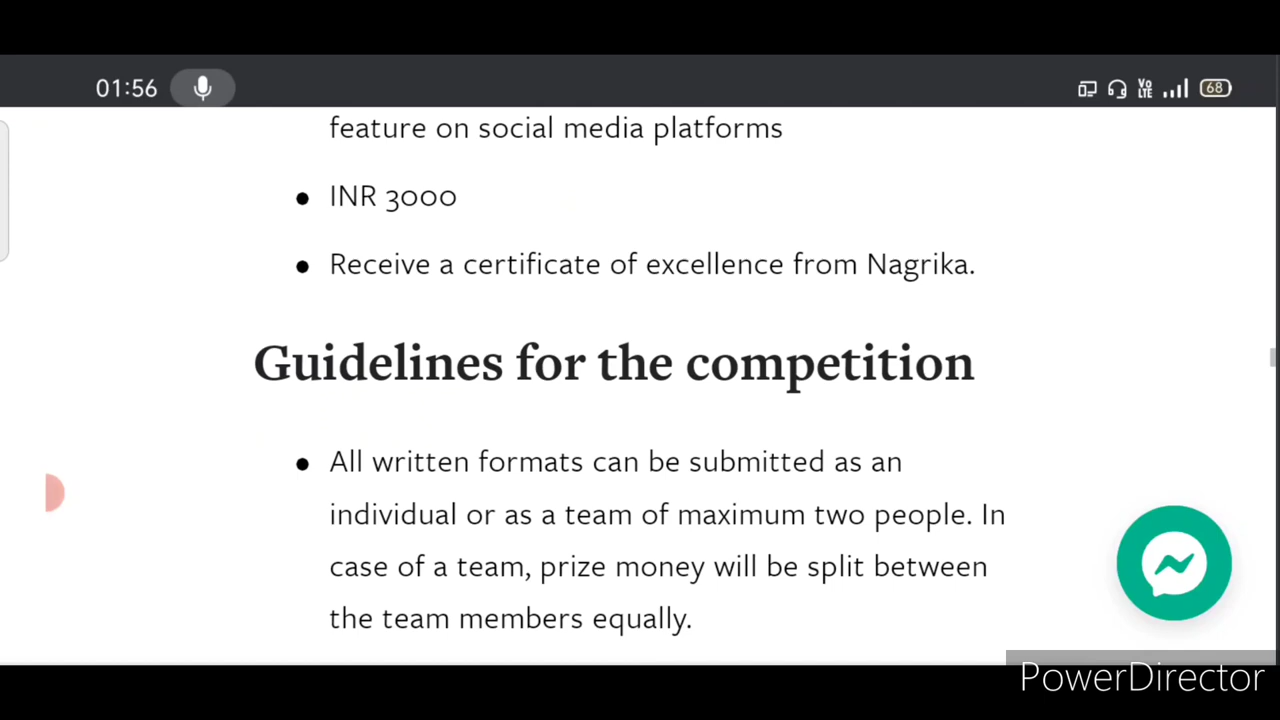 01:56
Vo
LTE
68
feature on social media platforms
INR 3000
Receive a certificate of excellence from Nagrika.
Guidelines for the competition
All written formats can be submitted as an
individual or as a team of maximum two people. In
case of a team, prize money will be split between
the team members equally.
PowerDirector